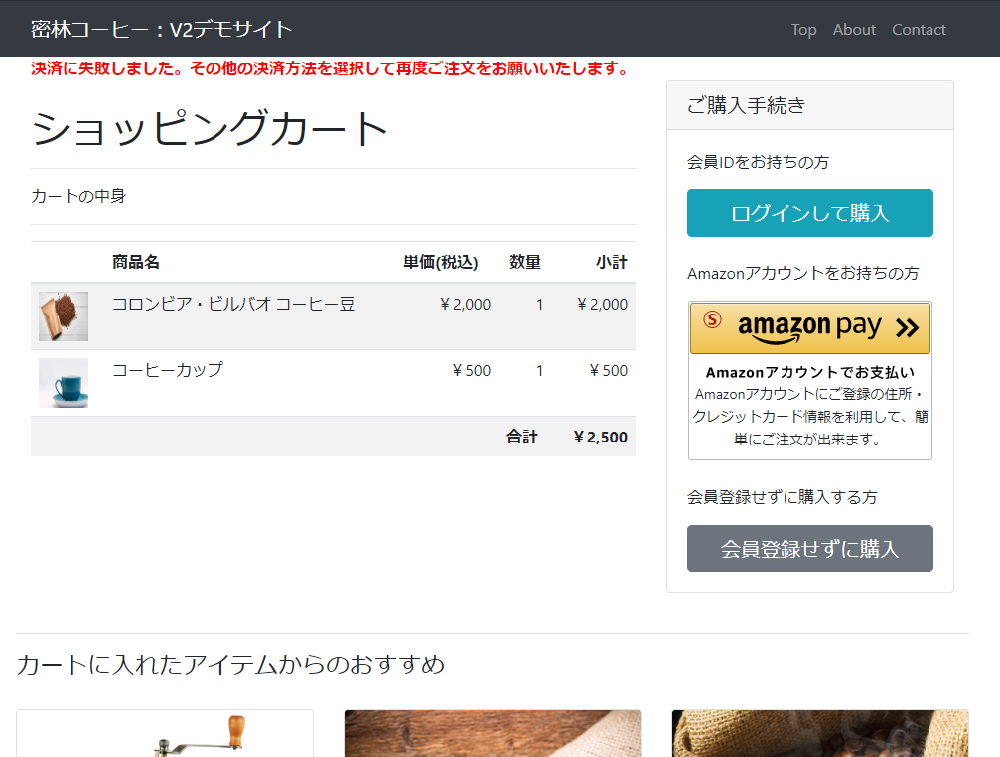 密林コーヒー：V2デモサイト
Top About Contact
決済に失敗しました。その他の決済方法を選択して再度ご注文をお願いいたします。
ショッピングカート
カートの中身
商品名 単価(税込) 数量 小計
コロンビア・ビルバオ コーヒー豆 ￥2,000 1 ￥2,000
コーヒーカップ ￥500 1 ￥500
合計 ￥2,500
ご購入手続き
会員IDをお持ちの方
ログインして購入
Amazonアカウントをお持ちの方
S amazon pay
Amazonアカウントでお支払い
Amazonアカウントにご登録の住所・
クレジットカード情報を利用して、簡
単にご注文が出来ます。
会員登録せずに購入する方
会員登録せずに購入
カートに入れたアイテムからのおすすめ